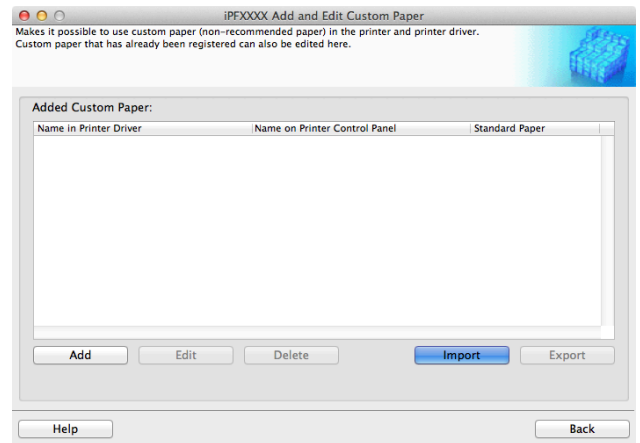 iPFXXXX Add and Edit Custom Paper
Makes it possible to use custom paper (non-recommended paper) in the printer and printer driver.
Custom paper that has already been registered can also be edited here.
Added Custom Paper:
Name in Printer Driver Name on Printer Control Panel Standard Paper
Add Edit Delete Import Export
Help Back